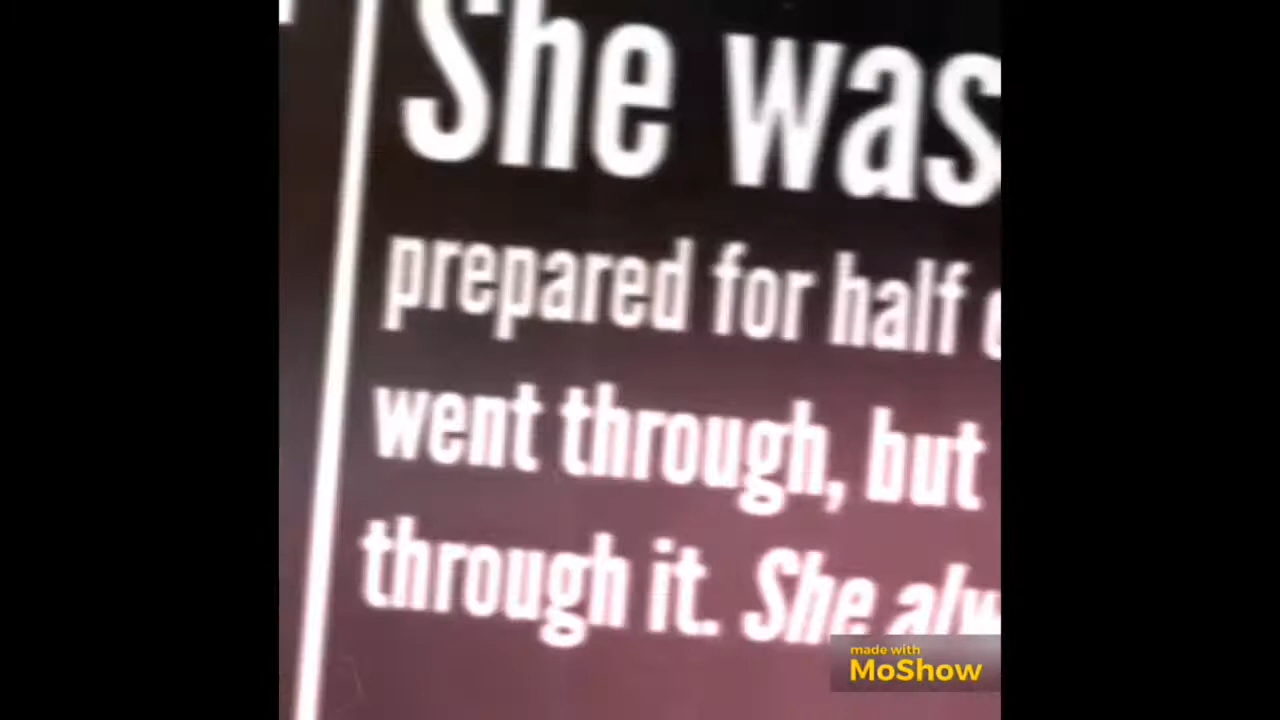 She was
prepared for half
went through, but
through it. She
made with
MoShow